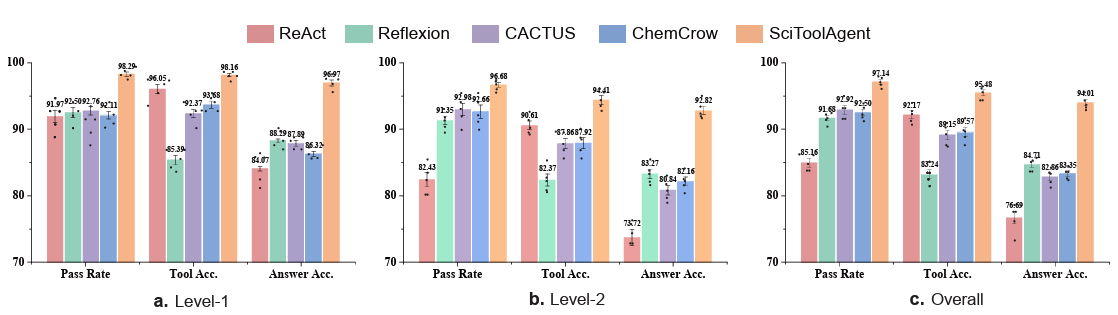 ReAct Reflexion CACTUS ChemCrow SciToolAgent
100
90
80
70
91.97 92.50 92.76 92.11 98.29
96.05 85.39 92.37 93.68 98.16
84.07 88.29 87.89 86.32 96.97
Pass Rate Tool Acc. Answer Acc.
a. Level-1
100
90
80
70
82.43 91.35 92.98 92.66 96.68
90.61 82.37 87.86 87.92 94.41
73.72 83.27 80.84 82.16 92.82
Pass Rate Tool Acc. Answer Acc.
b. Level-2
100
90
80
70
85.16 91.68 92.92 92.50 97.14
92.17 83.24 89.15 89.57 95.48
76.69 84.71 82.86 83.35 94.01
Pass Rate Tool Acc. Answer Acc.
c. Overall